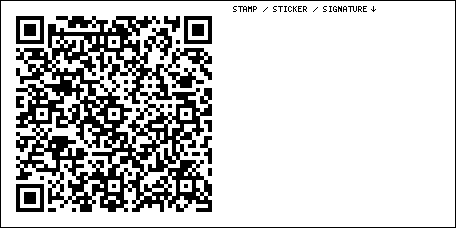 STAMP / STICKER / SIGNATURE ↓